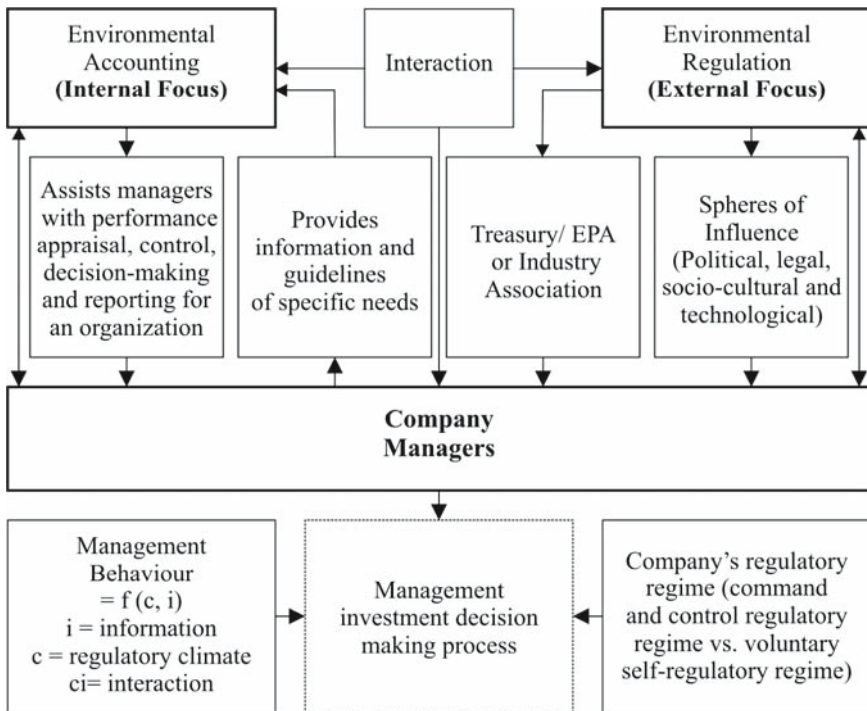 Environmental
Accounting
(Internal Focus)
Interaction
Environmental
Regulation
(External Focus)
Assists managers
with performance
appraisal, control,
decision-making
and reporting for
an organization
Provides
information and
guidelines
of specific needs
Treasury/ EPA
or Industry
Association
Spheres of
Influence
(Political, legal,
socio-cultural and
technological)
Company
Managers
Management
Behaviour
= f (c, i)
i = information
c = regulatory climate
ci= interaction
Management
investment decision
making process
Company’s regulatory
regime (command
and control regulatory
regime vs. voluntary
self-regulatory regime)